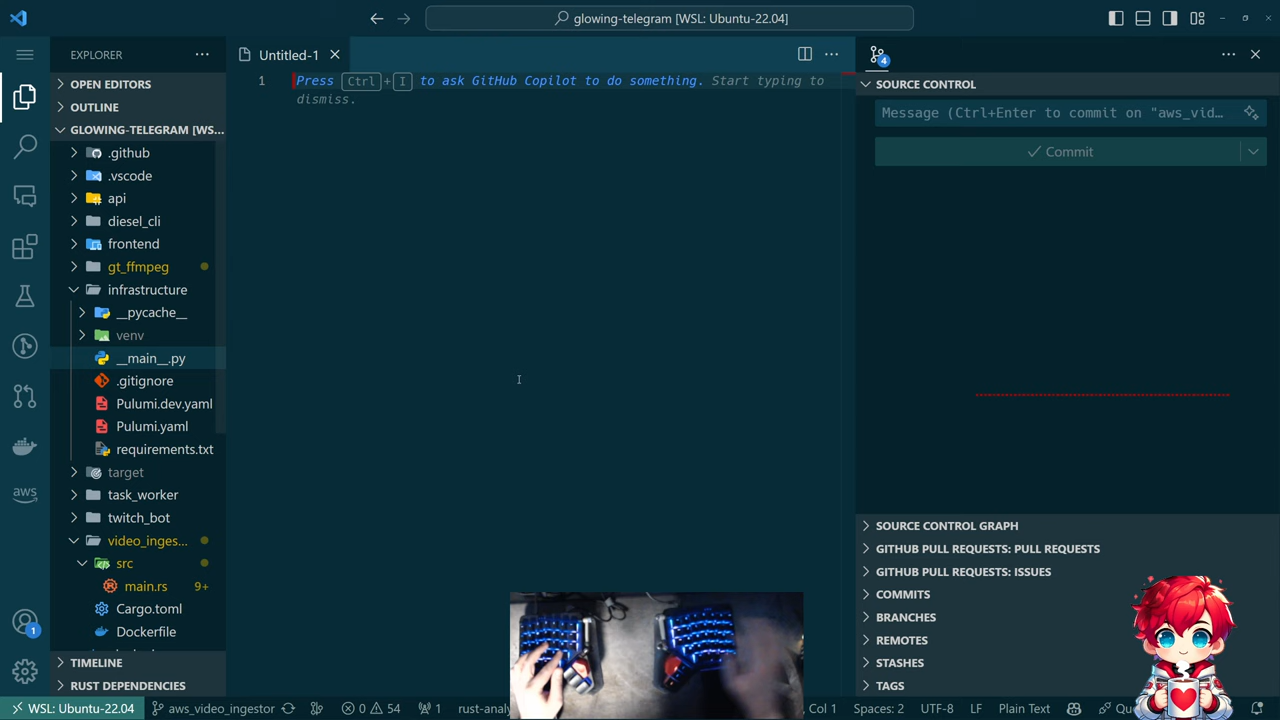 glowing-telegram [WSL: Ubuntu-22.04]
EXPLORER
OPEN EDITORS
OUTLINE
GLOWING-TELEGRAM [WS...
.github
.vscode
api
diesel_cli
frontend
gt_ffmpeg
infrastructure
__pycache__
venv
__main__.py
.gitignore
Pulumi.dev.yaml
Pulumi.yaml
requirements.txt
target
task_worker
twitch_bot
video_inges...
src
main.rs 9+
Cargo.toml
Dockerfile
TIMELINE
RUST DEPENDENCIES
aws
1
Untitled-1
1 Press Ctrl+I to ask GitHub Copilot to do something. Start typing to
dismiss.
4
SOURCE CONTROL
Message (Ctrl+Enter to commit on "aws_vid...
Commit
SOURCE CONTROL GRAPH
GITHUB PULL REQUESTS: PULL REQUESTS
GITHUB PULL REQUESTS: ISSUES
COMMITS
BRANCHES
REMOTES
STASHES
TAGS
WSL: Ubuntu-22.04 aws_video_ingestor 0 54 1 rust-analy Col 1 Spaces: 2 UTF-8 LF Plain Text Qu